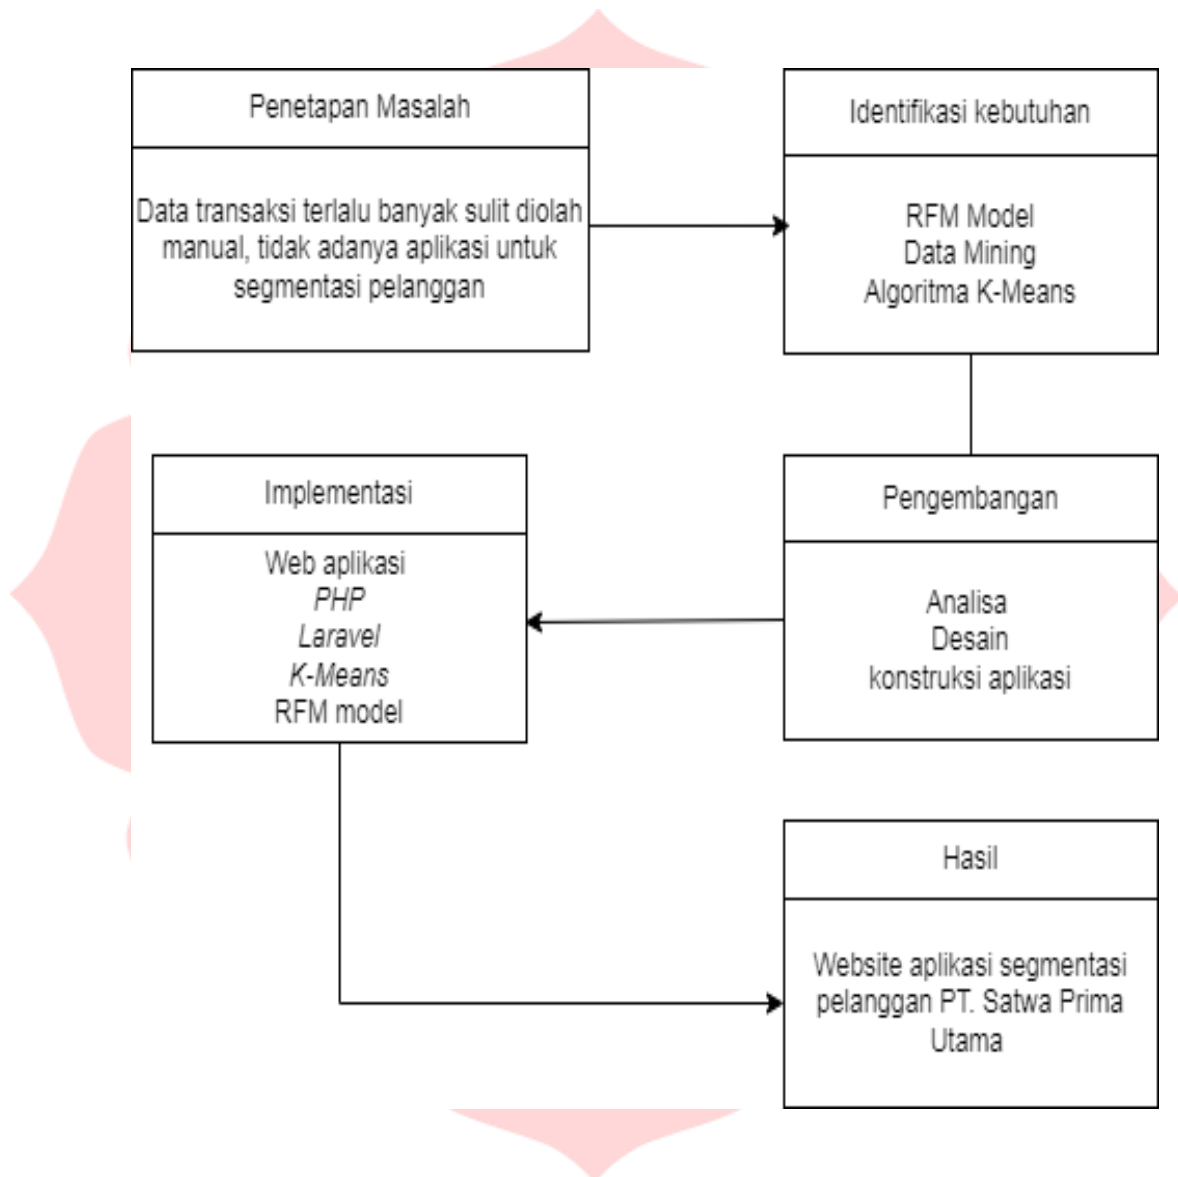 Penetapan Masalah
Data transaksi terlalu banyak sulit diolah
manual, tidak adanya aplikasi untuk
segmentasi pelanggan
Identifikasi kebutuhan
RFM Model
Data Mining
Algoritma K-Means
Pengembangan
Analisa
Desain
konstruksi aplikasi
Implementasi
Web aplikasi
PHP
Laravel
K-Means
RFM model
Hasil
Website aplikasi segmentasi
pelanggan PT. Satwa Prima
Utama